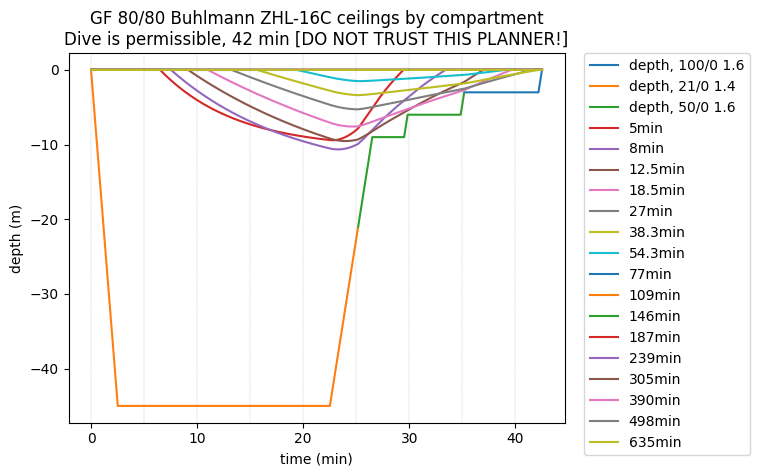 GF 80/80 Buhlmann ZHL-16C ceilings by compartment
Dive is permissible, 42 min [DO NOT TRUST THIS PLANNER!]
0
−10
−20
−30
−40
depth (m)
0
10
20
30
40
time (min)
depth, 100/0 1.6
depth, 21/0 1.4
depth, 50/0 1.6
5min
8min
12.5min
18.5min
27min
38.3min
54.3min
77min
109min
146min
187min
239min
305min
390min
498min
635min